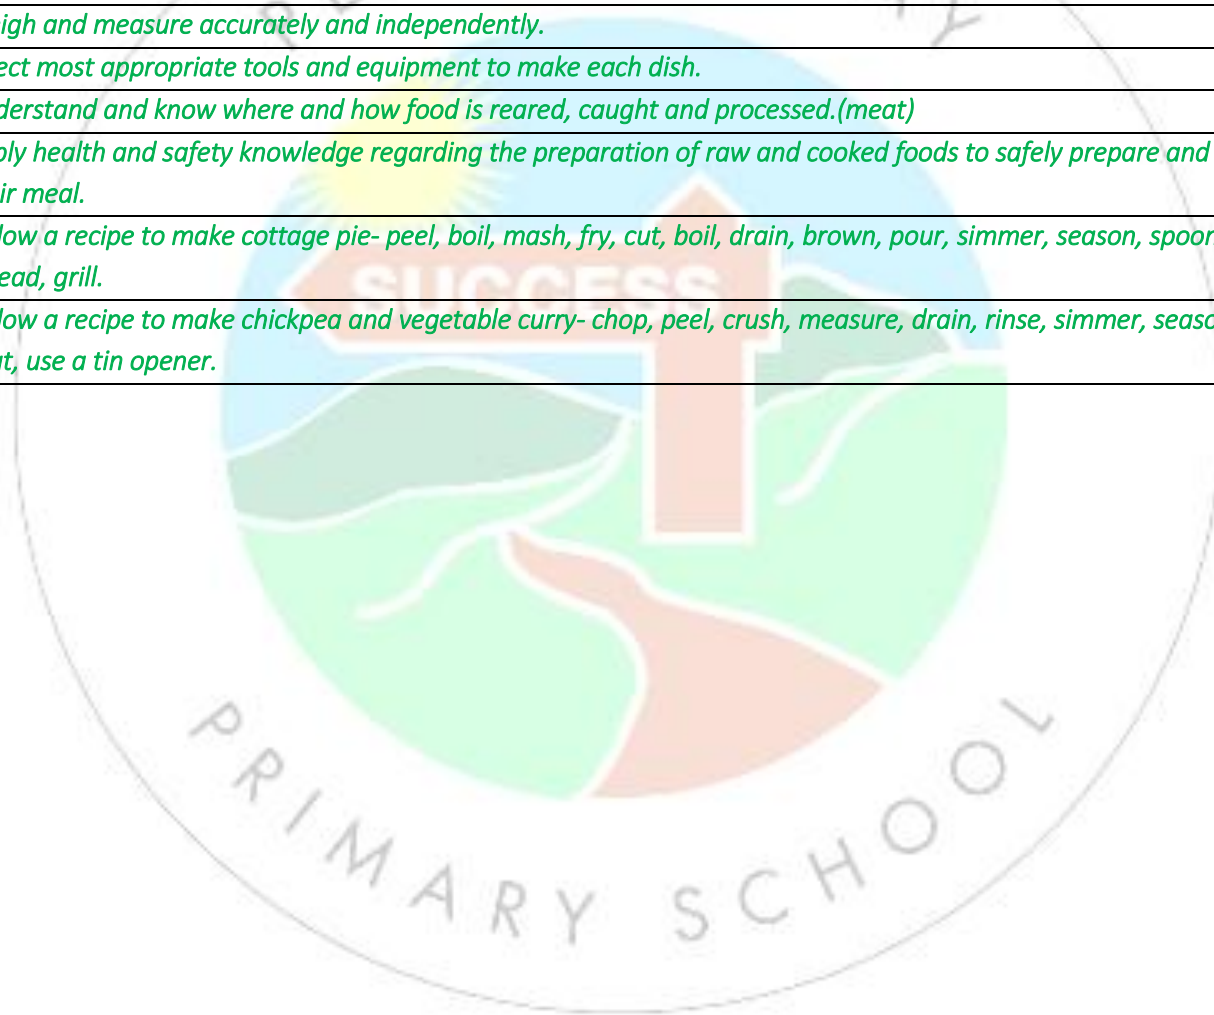 igh and measure accurately and independently.
ect most appropriate tools and equipment to make each dish.
derstand and know where and how food is reared, caught and processed.(meat)
ply health and safety knowledge regarding the preparation of raw and cooked foods to safely prepare and
ir meal.
low a recipe to make cottage pie- peel, boil, mash, fry, cut, boil, drain, brown, pour, simmer, season, spoon
ead, grill.
SUCCESS
low a recipe to make chickpea and vegetable curry- chop, peel, crush, measure, drain, rinse, simmer, seaso
t, use a tin opener.
PRIMARY SCHOOL